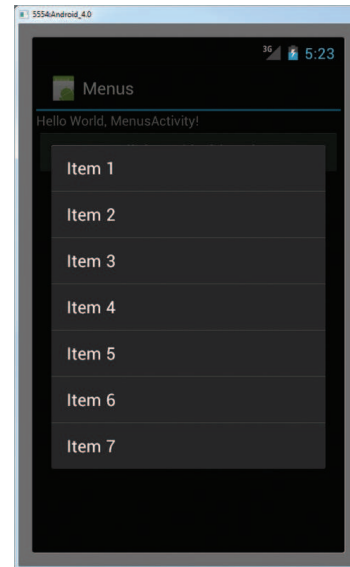 5554:Android_4.0
3G 5:23
Menus
Hello World, MenusActivity!
Item 1
Item 2
Item 3
Item 4
Item 5
Item 6
Item 7